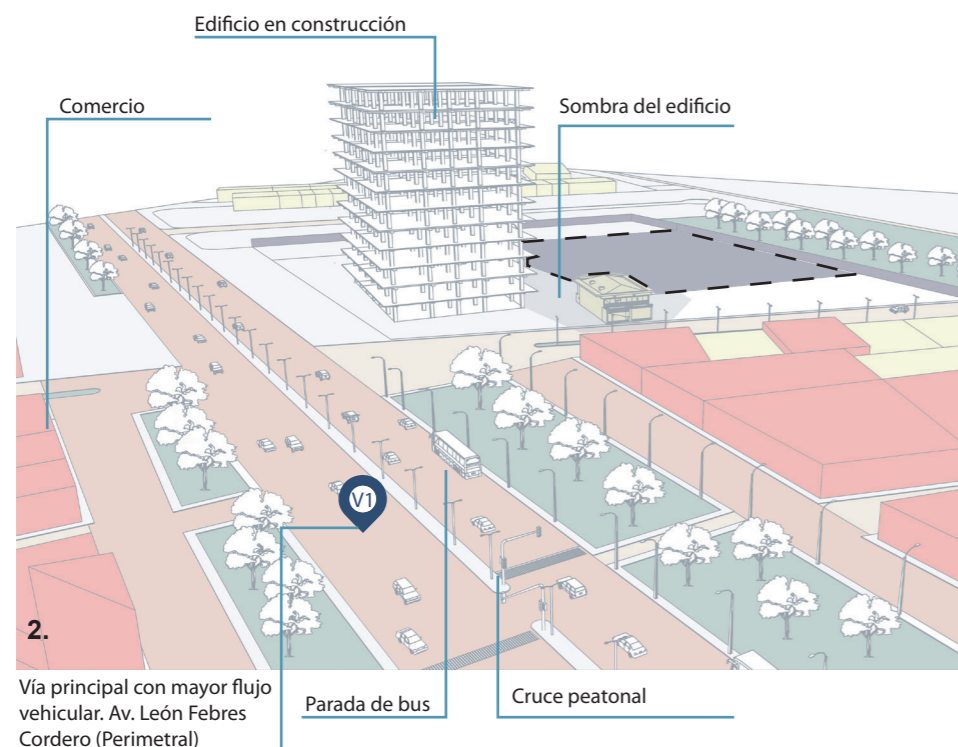 Edificio en construcción
Comercio
Sombra del edificio
V1
2.
Vía principal con mayor flujo
vehicular. Av. León Febres
Cordero (Perimetral)
Parada de bus
Cruce peatonal